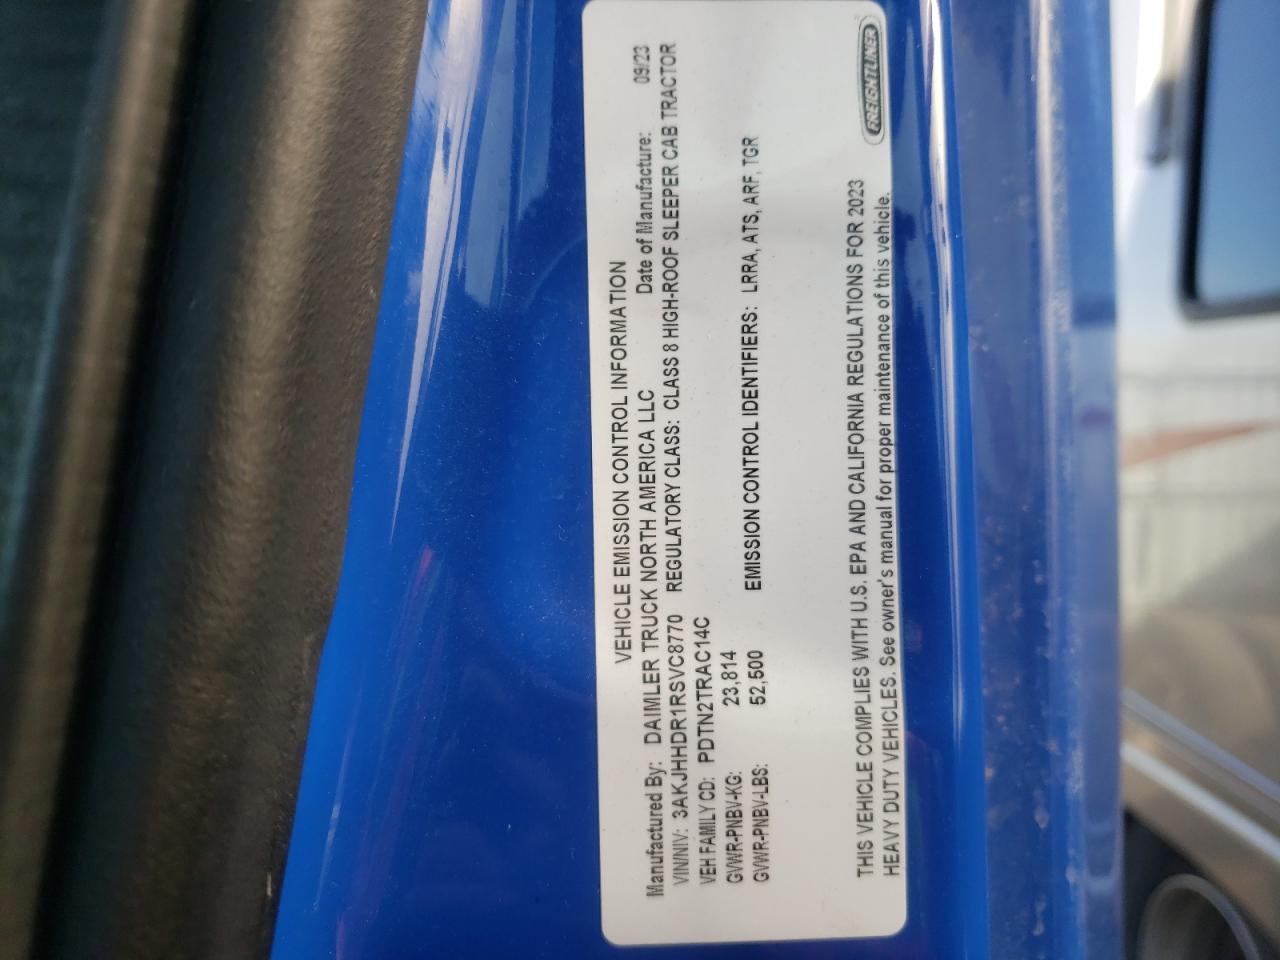 VEHICLE EMISSION CONTROL INFORMATION
Manufactured By: DAIMLER TRUCK NORTH AMERICA LLC Date of Manufacture: 09/23
VIN/NIV: 3AKJHHDR1RSVC8770 REGULATORY CLASS: CLASS 8 HIGH-ROOF SLEEPER CAB TRACTOR
VEH FAMILY CD: PDTN2TRAC14C
GVWR-PNBV-KG: 23,814
GVWR-PNBV-LBS: 52,500 EMISSION CONTROL IDENTIFIERS: LRRA, ATS, ARF, TGR
THIS VEHICLE COMPLIES WITH U.S. EPA AND CALIFORNIA REGULATIONS FOR 2023
HEAVY DUTY VEHICLES. See owner's manual for proper maintenance of this vehicle.
FREIGHTLINER